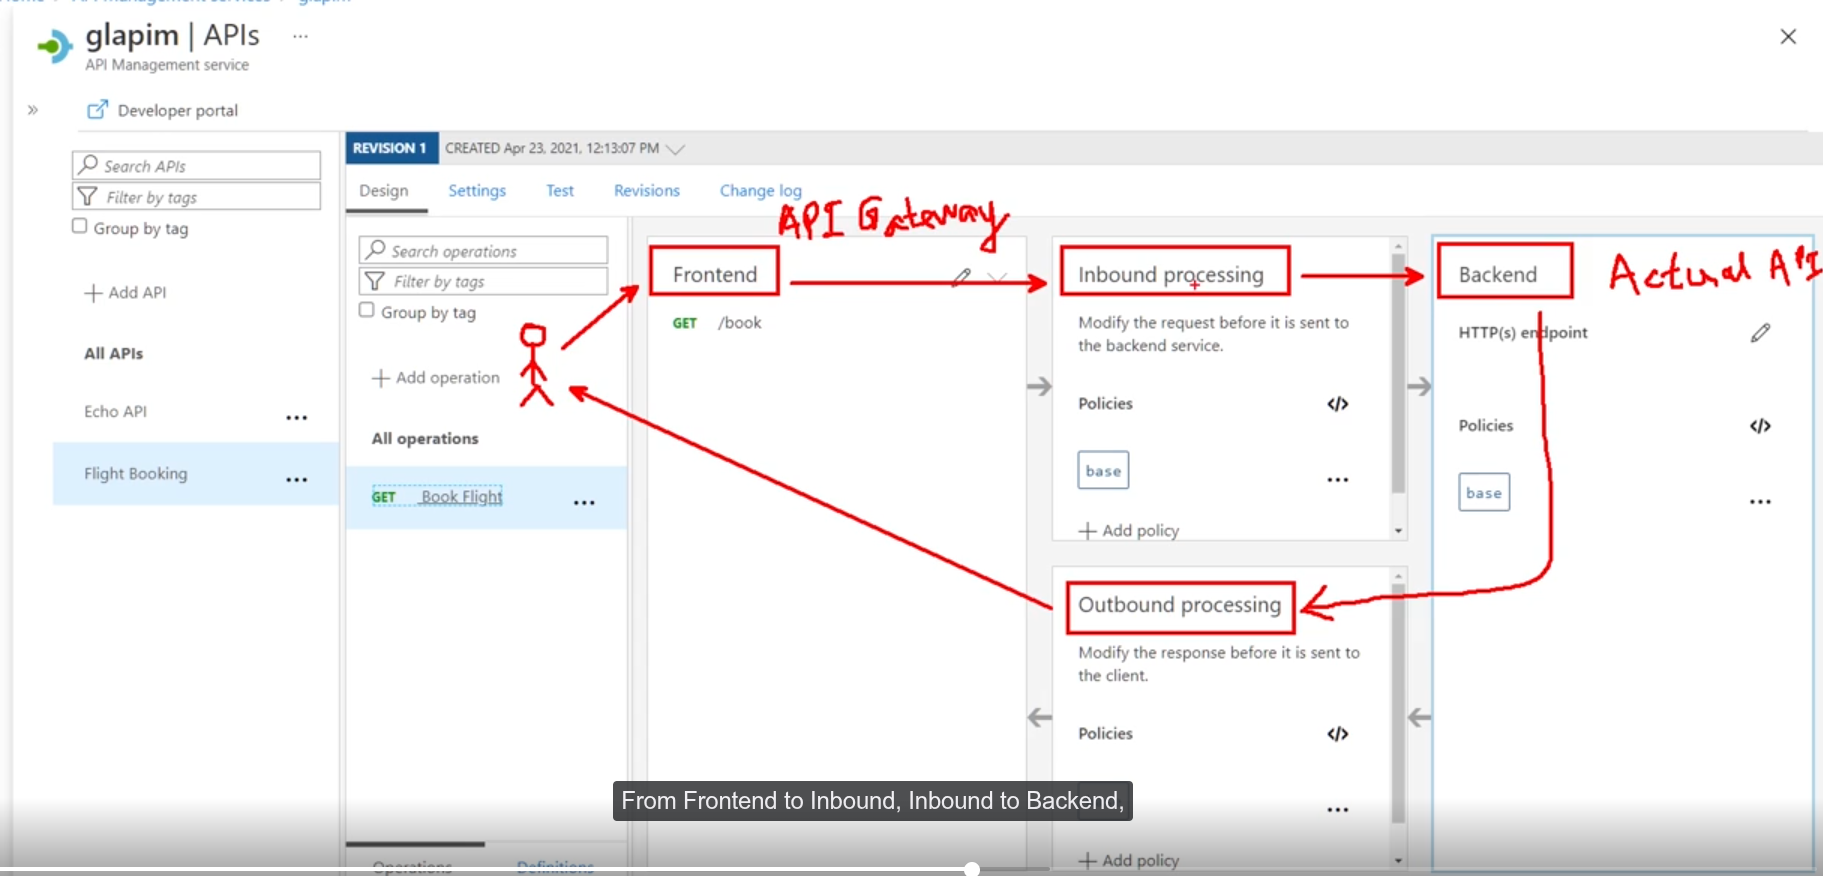 glapim | APIs ...
API Management service
Developer portal
Search APIs
Filter by tags
Group by tag
+ Add API
All APIs
Echo API ...
Flight Booking ...
REVISION 1 CREATED Apr 23, 2021, 12:13:07 PM
Design Settings Test Revisions Change log
Search operations
Filter by tags
Group by tag
+ Add operation
All operations
GET Book Flight ...
API Gateway
Frontend
GET /book
Inbound processing
Modify the request before it is sent to
the backend service.
Policies </>
base ...
+ Add policy
Backend
Actual API
HTTP(s) endpoint
Policies </>
base ...
Outbound processing
Modify the response before it is sent to
the client.
Policies </>
...
+ Add policy
From Frontend to Inbound, Inbound to Backend,
Operations Definitions